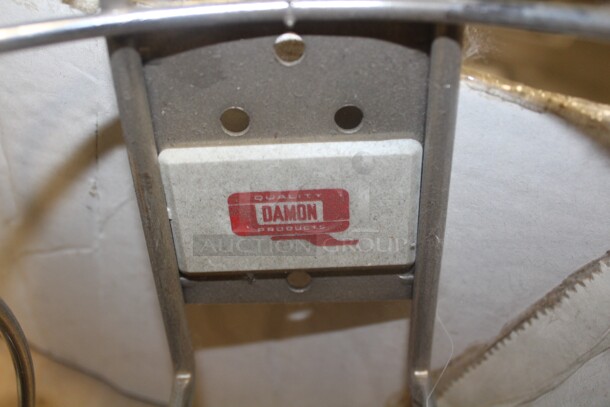 QUALITY
DAMON
PRODUCTS
AUCTION GROUP